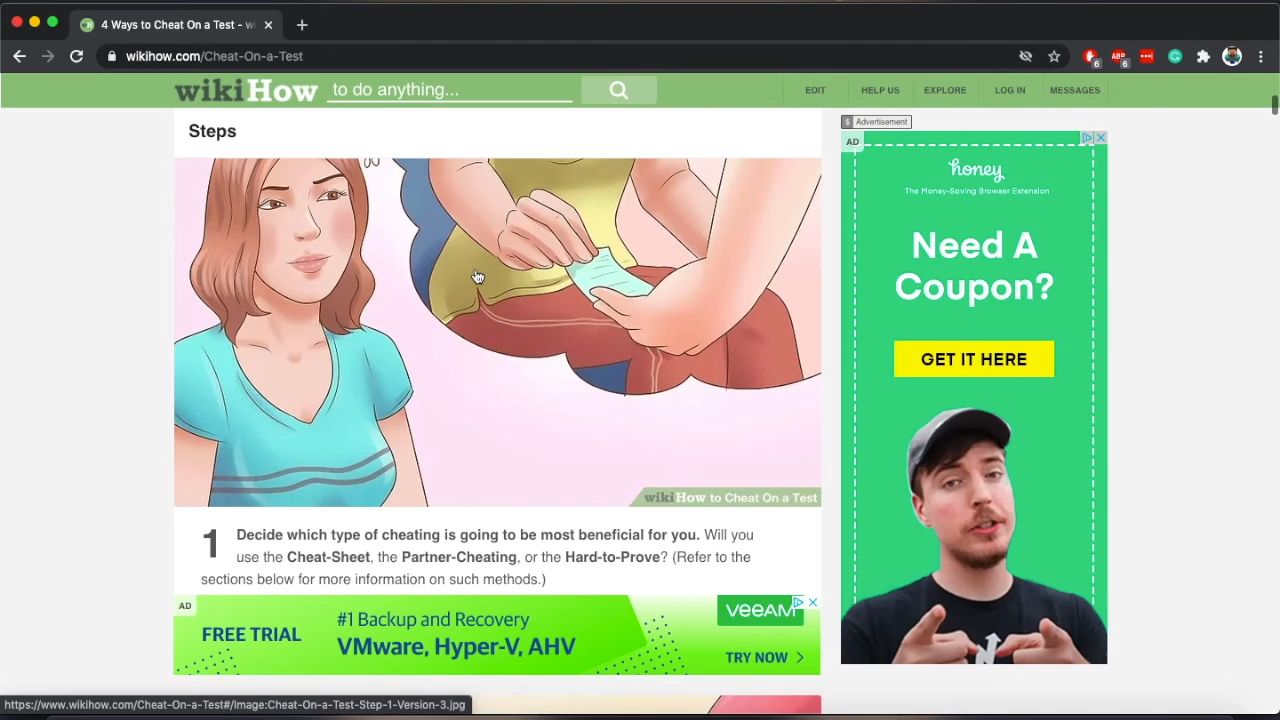 4 Ways to Cheat On a Test - wi
wikihow.com/Cheat-On-a-Test
6
ABP
6
wikiHow
to do anything...
EDIT
HELP US
EXPLORE
LOG IN
MESSAGES
Steps
$ Advertisement
AD
honey
The Money-Saving Browser Extension
Need A
Coupon?
GET IT HERE
wikiHow to Cheat On a Test
1
Decide which type of cheating is going to be most beneficial for you. Will you
use the Cheat-Sheet, the Partner-Cheating, or the Hard-to-Prove? (Refer to the
sections below for more information on such methods.)
AD
FREE TRIAL
#1 Backup and Recovery
VMware, Hyper-V, AHV
VEEAM
TRY NOW >
https://www.wikihow.com/Cheat-On-a-Test#/Image:Cheat-On-a-Test-Step-1-Version-3.jpg